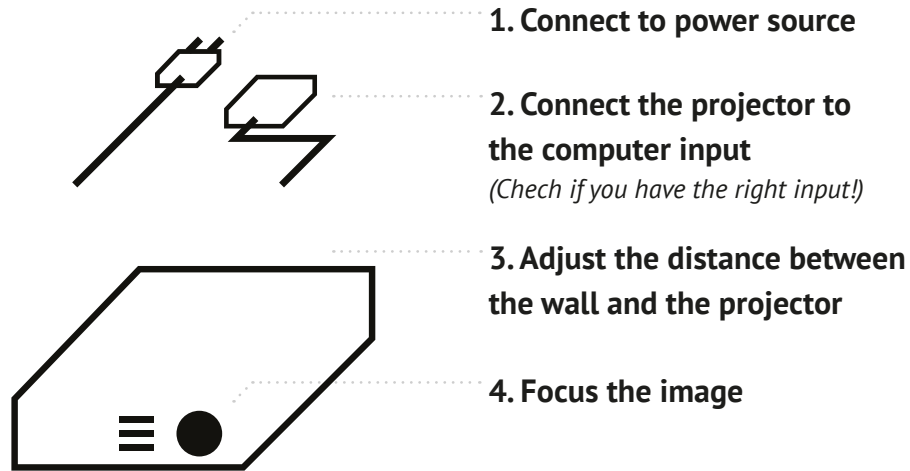 1. Connect to power source
2. Connect the projector to
the computer input
(Chech if you have the right input!)
3. Adjust the distance between
the wall and the projector
4. Focus the image